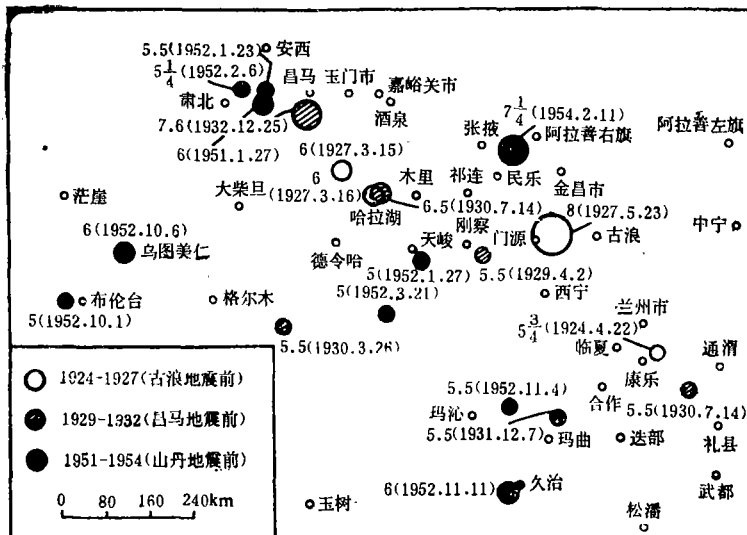 5.5(1952.1.23)
安西
5 1/4 (1952.2.6)
昌马
玉门市
嘉峪关市
肃北
酒泉
7 1/4 (1954.2.11)
7.6(1932.12.25)
张掖
阿拉善右旗
阿拉善左旗
6(1951.1.27)
6(1927.3.15)
6
(1927.3.16)
木里
祁连
民乐
金昌市
茫崖
大柴旦
哈拉湖
6.5(1930.7.14)
8(1927.5.23)
中宁
6(1952.10.6)
乌图美仁
德令哈
天峻
刚察
门源
古浪
5(1952.1.27)
5.5(1929.4.2)
5(1952.3.21)
西宁
布伦台
格尔木
5(1952.10.1)
兰州市
5 3/4 (1924.4.22)
5.5(1930.3.26)
临夏
通渭
康乐
1924-1927(古浪地震前)
5.5(1952.11.4)
合作
1929-1932(昌马地震前)
玛沁
5.5(1930.7.14)
5.5(1931.12.7)
玛曲
迭部
礼县
1951-1954(山丹地震前)
6(1952.11.11)
久治
武都
0 80 160 240km
玉树
松潘